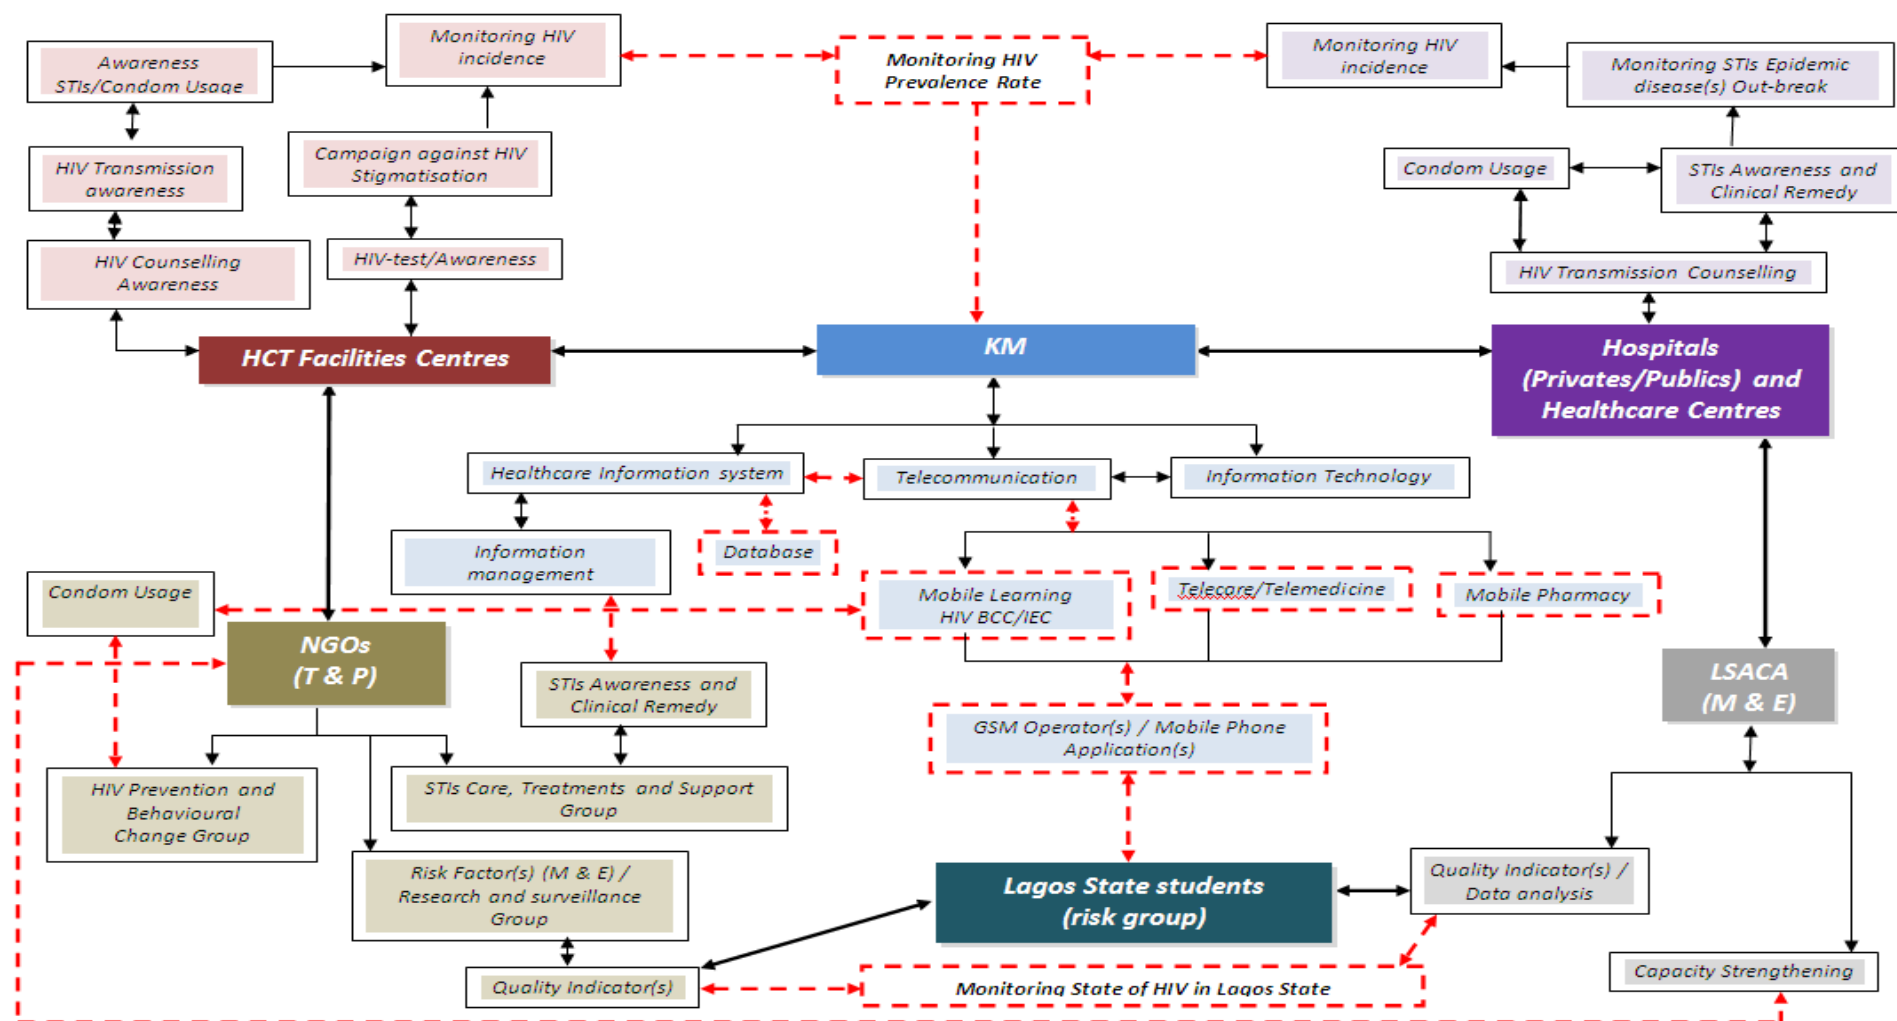 Monitoring HIV
incidence
Awareness
STIs/Condom Usage
Monitoring HIV
Prevalence Rate
Monitoring HIV
incidence
Monitoring STIs Epidemic
disease(s) Out-break
HIV Transmission
awareness
Campaign against HIV
Stigmatisation
Condom Usage
STIs Awareness and
Clinical Remedy
HIV Counselling
Awareness
HIV-test/Awareness
HIV Transmission Counselling
HCT Facilities Centres
KM
Hospitals
(Privates/Publics) and
Healthcare Centres
Healthcare Information system
Telecommunication
Information Technology
Information
management
Database
Condom Usage
Mobile Learning
HIV BCC/IEC
Telecare/Telemedicine
Mobile Pharmacy
NGOs
(T & P)
STIs Awareness and
Clinical Remedy
LSACA
(M & E)
GSM Operator(s) / Mobile Phone
Application(s)
HIV Prevention and
Behavioural
Change Group
STIs Care, Treatments and Support
Group
Risk Factor(s) (M & E) /
Research and surveillance
Group
Lagos State students
(risk group)
Quality Indicator(s) /
Data analysis
Quality Indicator(s)
Monitoring State of HIV in Lagos State
Capacity Strengthening